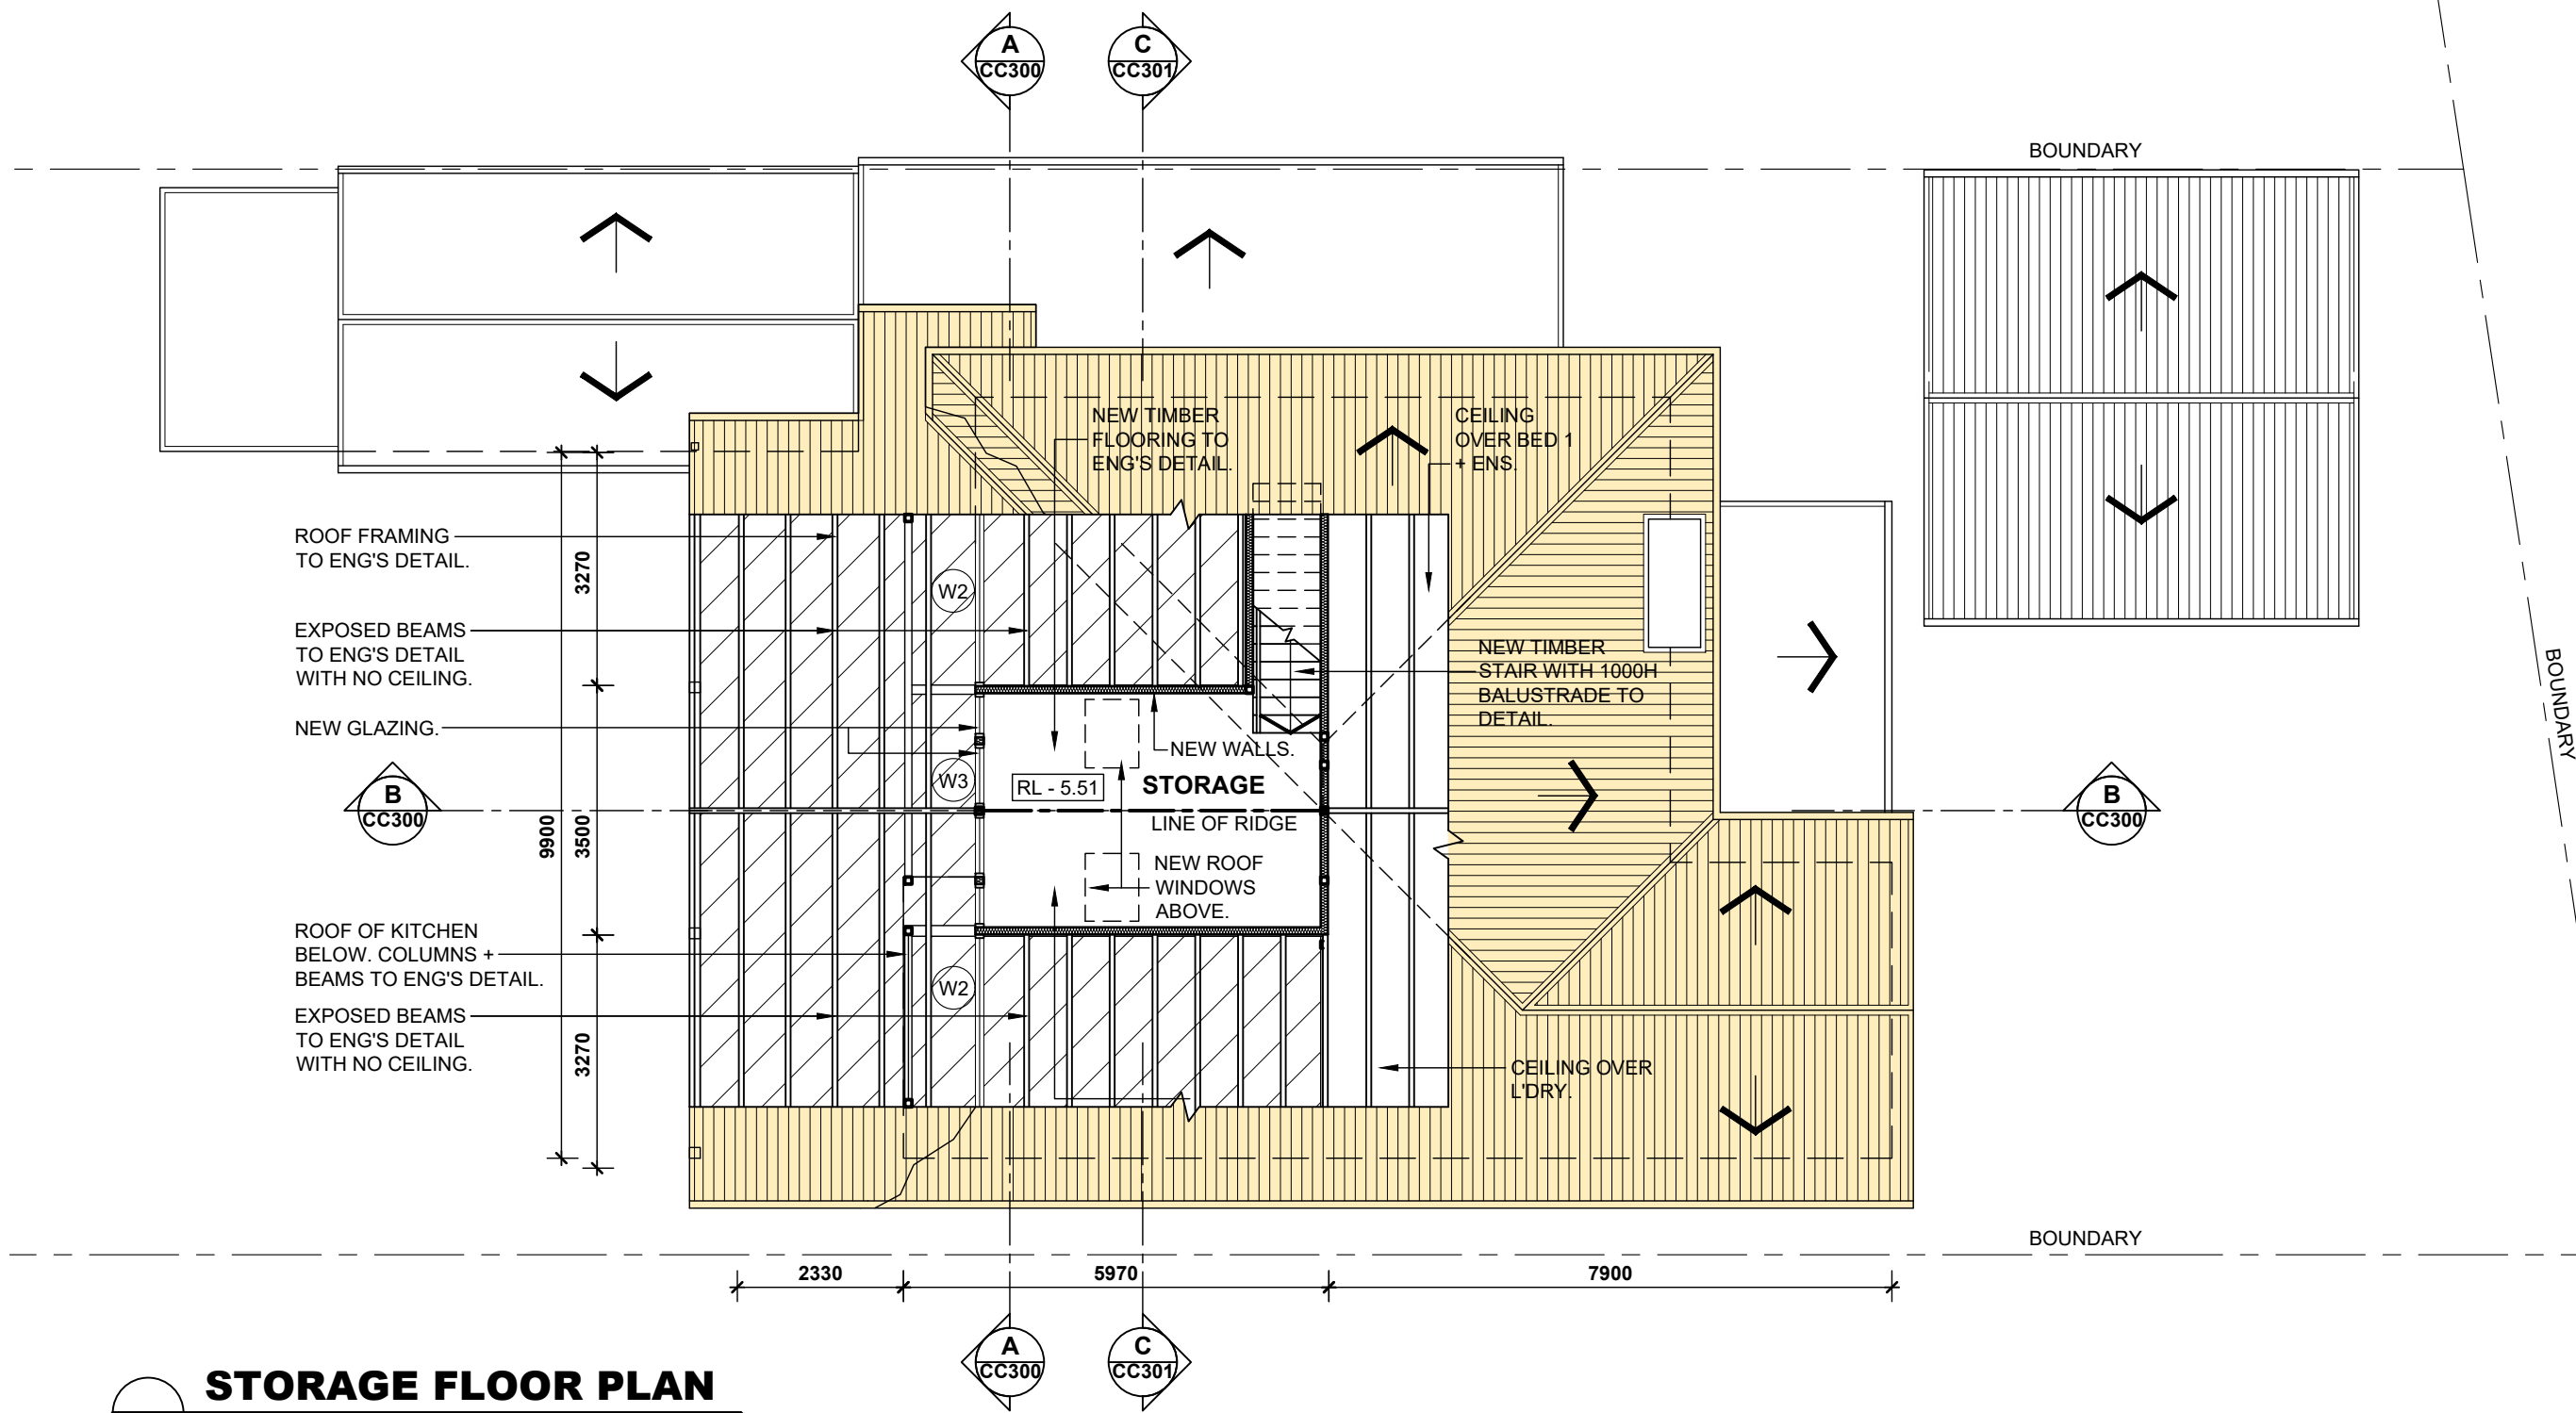 A
CC300
C
CC301
BOUNDARY
NEW TIMBER
FLOORING TO
ENG'S DETAIL.
CEILING
OVER BED 1
+ ENS.
ROOF FRAMING
TO ENG'S DETAIL.
3270
W2
EXPOSED BEAMS
TO ENG'S DETAIL
WITH NO CEILING.
NEW TIMBER
STAIR WITH 1000H
BALUSTRADE TO
DETAIL.
BOUNDARY
NEW GLAZING.
NEW WALLS.
W3
RL - 5.51
STORAGE
B
CC300
LINE OF RIDGE
B
CC300
9900
3500
NEW ROOF
WINDOWS
ABOVE.
ROOF OF KITCHEN
BELOW. COLUMNS +
BEAMS TO ENG'S DETAIL.
W2
EXPOSED BEAMS
TO ENG'S DETAIL
WITH NO CEILING.
3270
CEILING OVER
L'DRY.
BOUNDARY
2330
5970
7900
A
CC300
C
CC301
STORAGE FLOOR PLAN